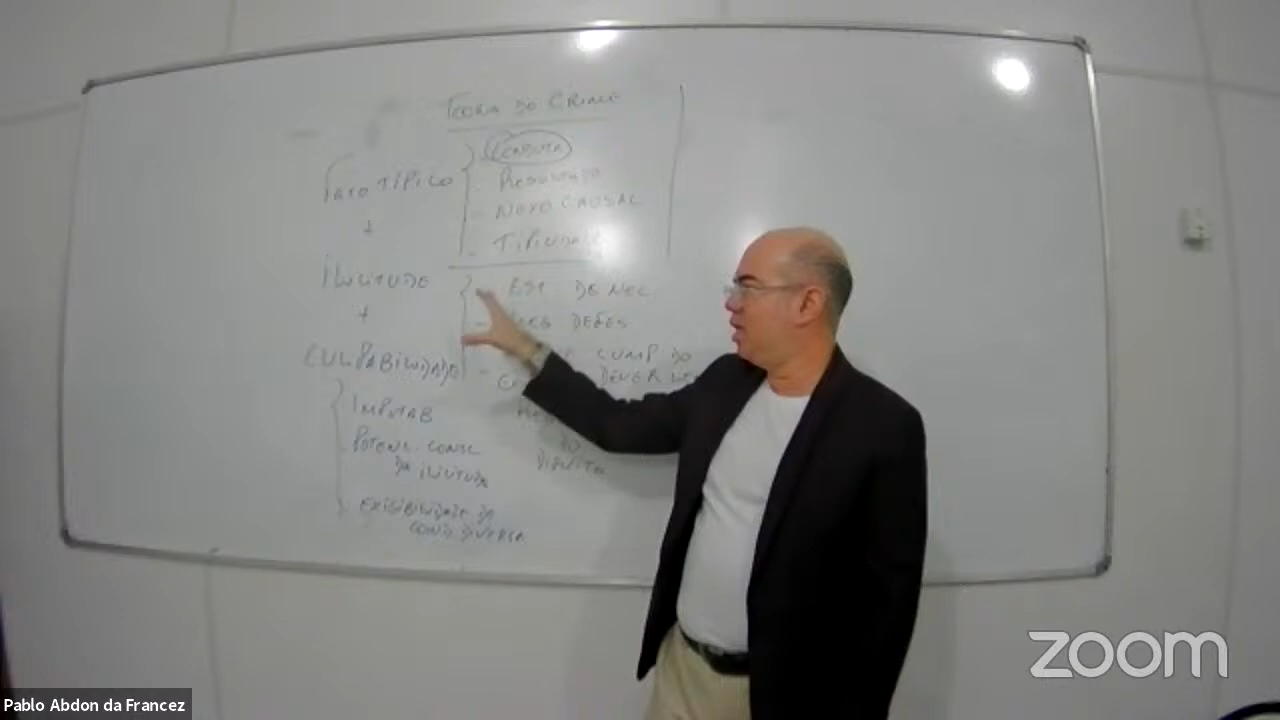 TEORIA DO CRIME
CONDUTA
FATO TÍPICO
- RESULTADO
- NEXO CAUSAL
+
- TIPICIDADE
ILICITUDE
- EST DE NEC
+
LEG DEFES
CUMP DO
CULPABILIDADE
DEVER
IMPUTAB
POTENC. CONSC
DA ILICITUDE
DO
DIREITO
EXIGIBILIDADE DE
COND. DIVERSA
zoom
Pablo Abdon da Francez